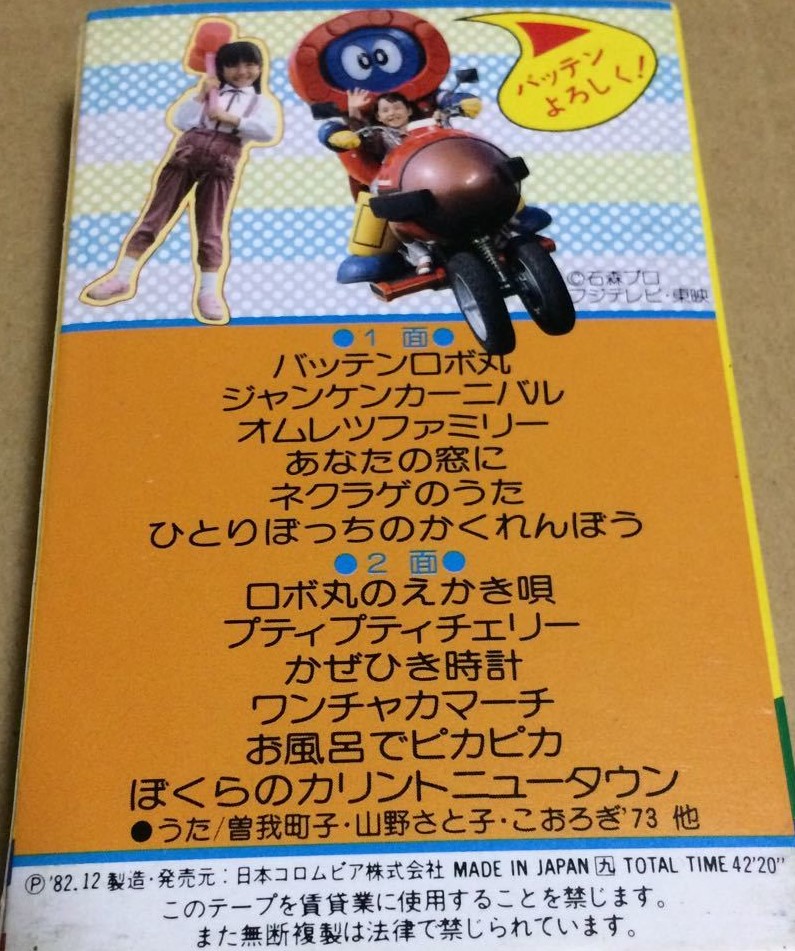 バッテン
よろしく!
©石森プロ
フジテレビ・東映
●1 面●
バッテンロボ丸
ジャンケンカーニバル
オムレツファミリー
あなたの窓に
ネクラゲのうた
ひとりぼっちのかくれんぼう
●2 面●
ロボ丸のえかき唄
プティプティチェリー
かぜひき時計
ワンチャカマーチ
お風呂でピカピカ
ぼくらのカリントニュータウン
●うた/曽我町子・山野さと子・こおろぎ'73 他
Ⓟ'82.12 製造・発売元:日本コロムビア株式会社 MADE IN JAPAN 九 TOTAL TIME 42'20"
このテープを賃貸業に使用することを禁じます。
また無断複製は法律で禁じられています。